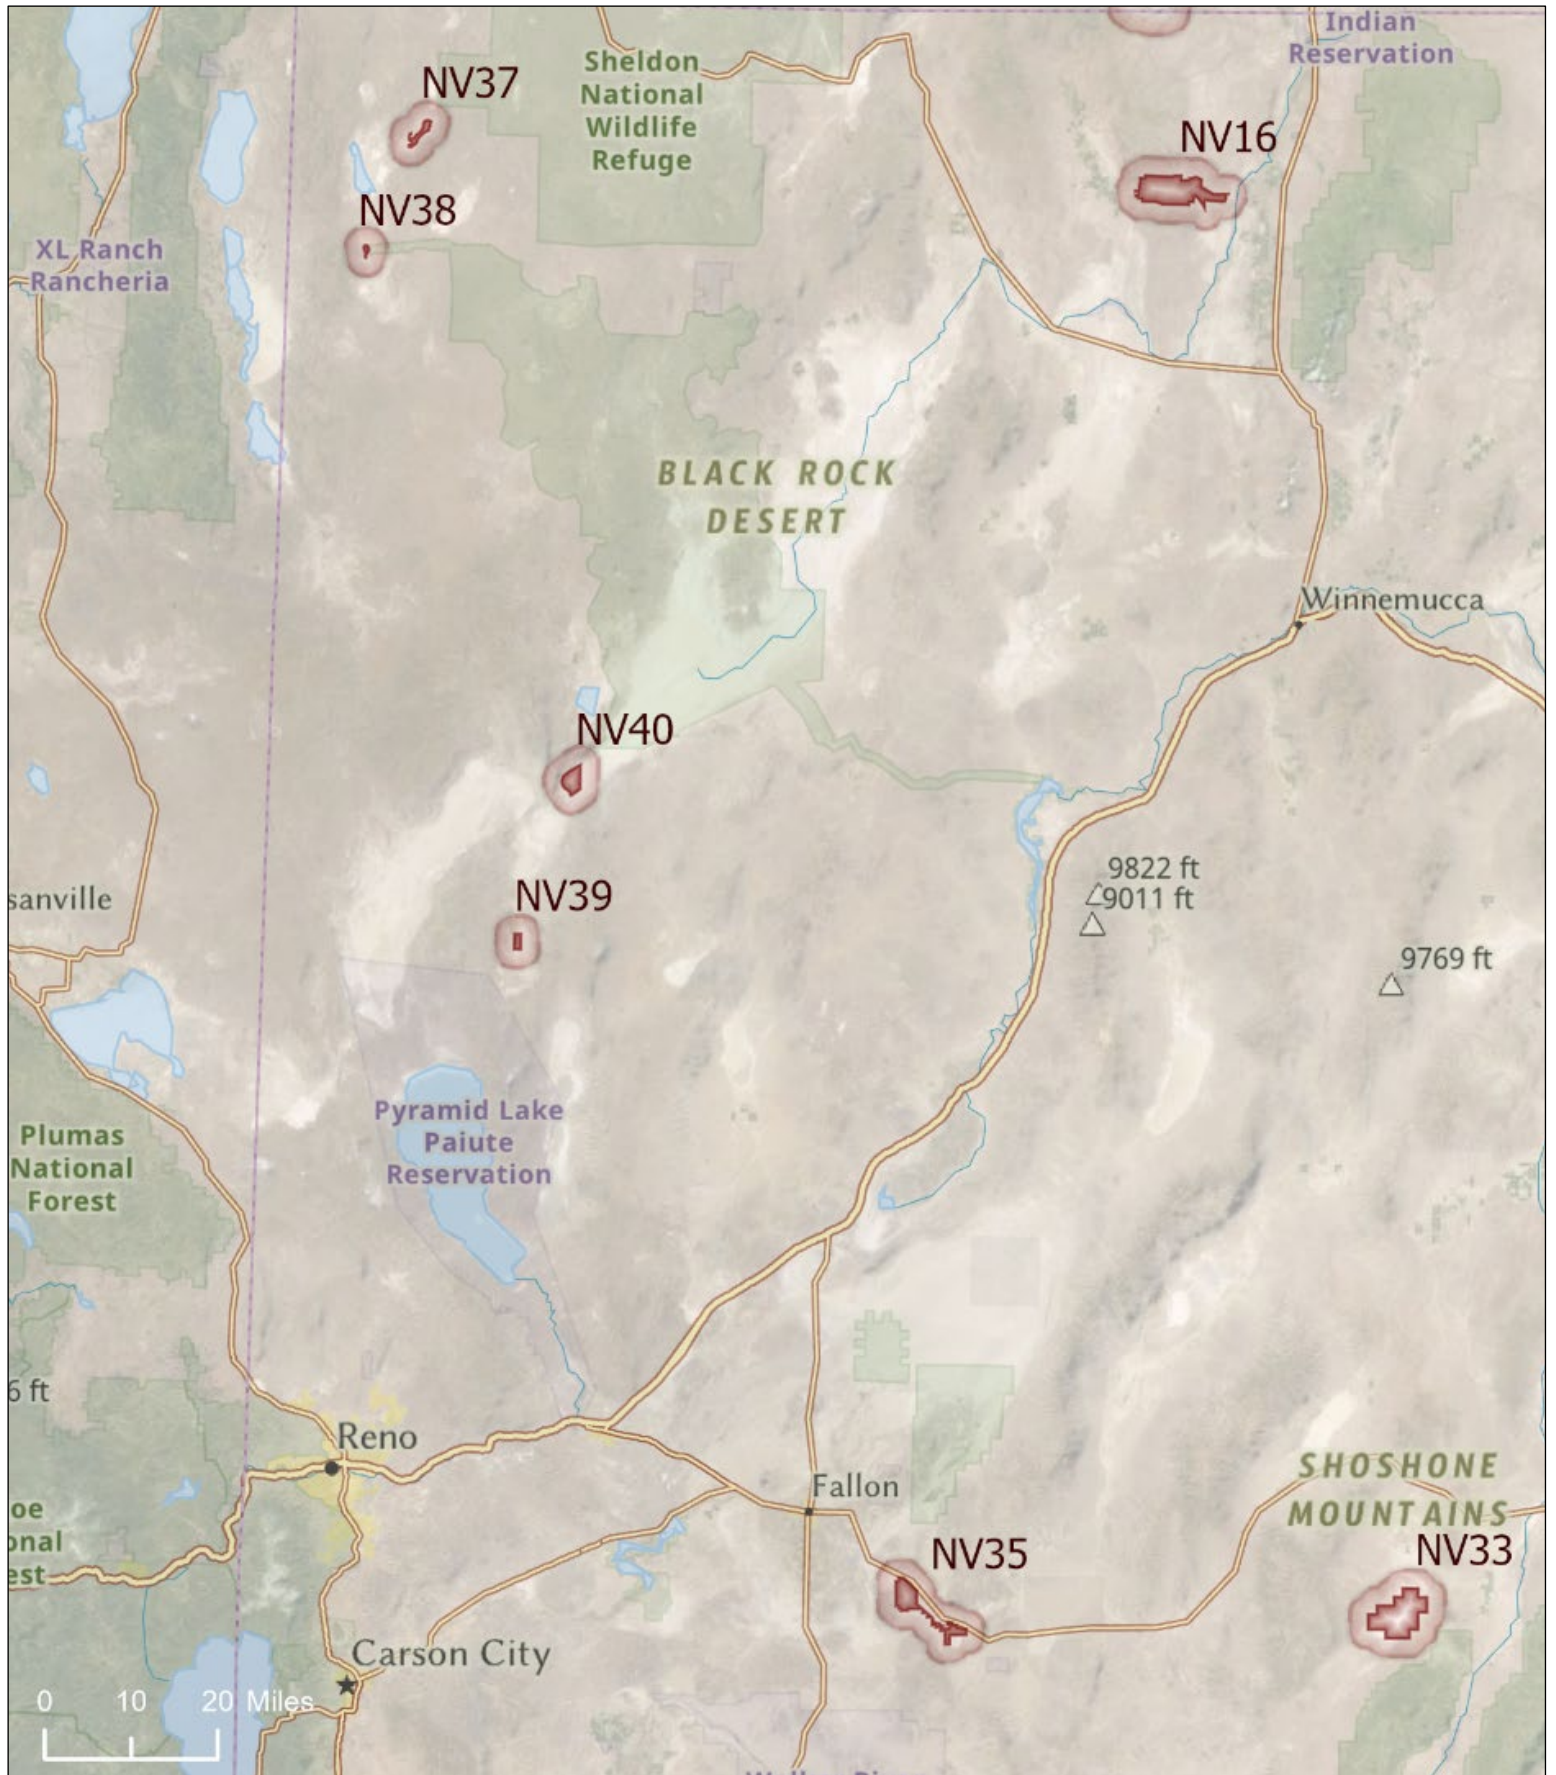 Indian
Reservation
Sheldon
National
Wildlife
Refuge
NV37
NV16
NV38
XL Ranch
Rancheria
BLACK ROCK
DESERT
Winnemucca
NV40
9822 ft
9011 ft
sanville
NV39
9769 ft
Pyramid Lake
Paiute
Reservation
Plumas
National
Forest
6 ft
Reno
Fallon
SHOSHONE
MOUNTAINS
oe
onal
est
NV35
NV33
Carson City
0 10 20 Miles